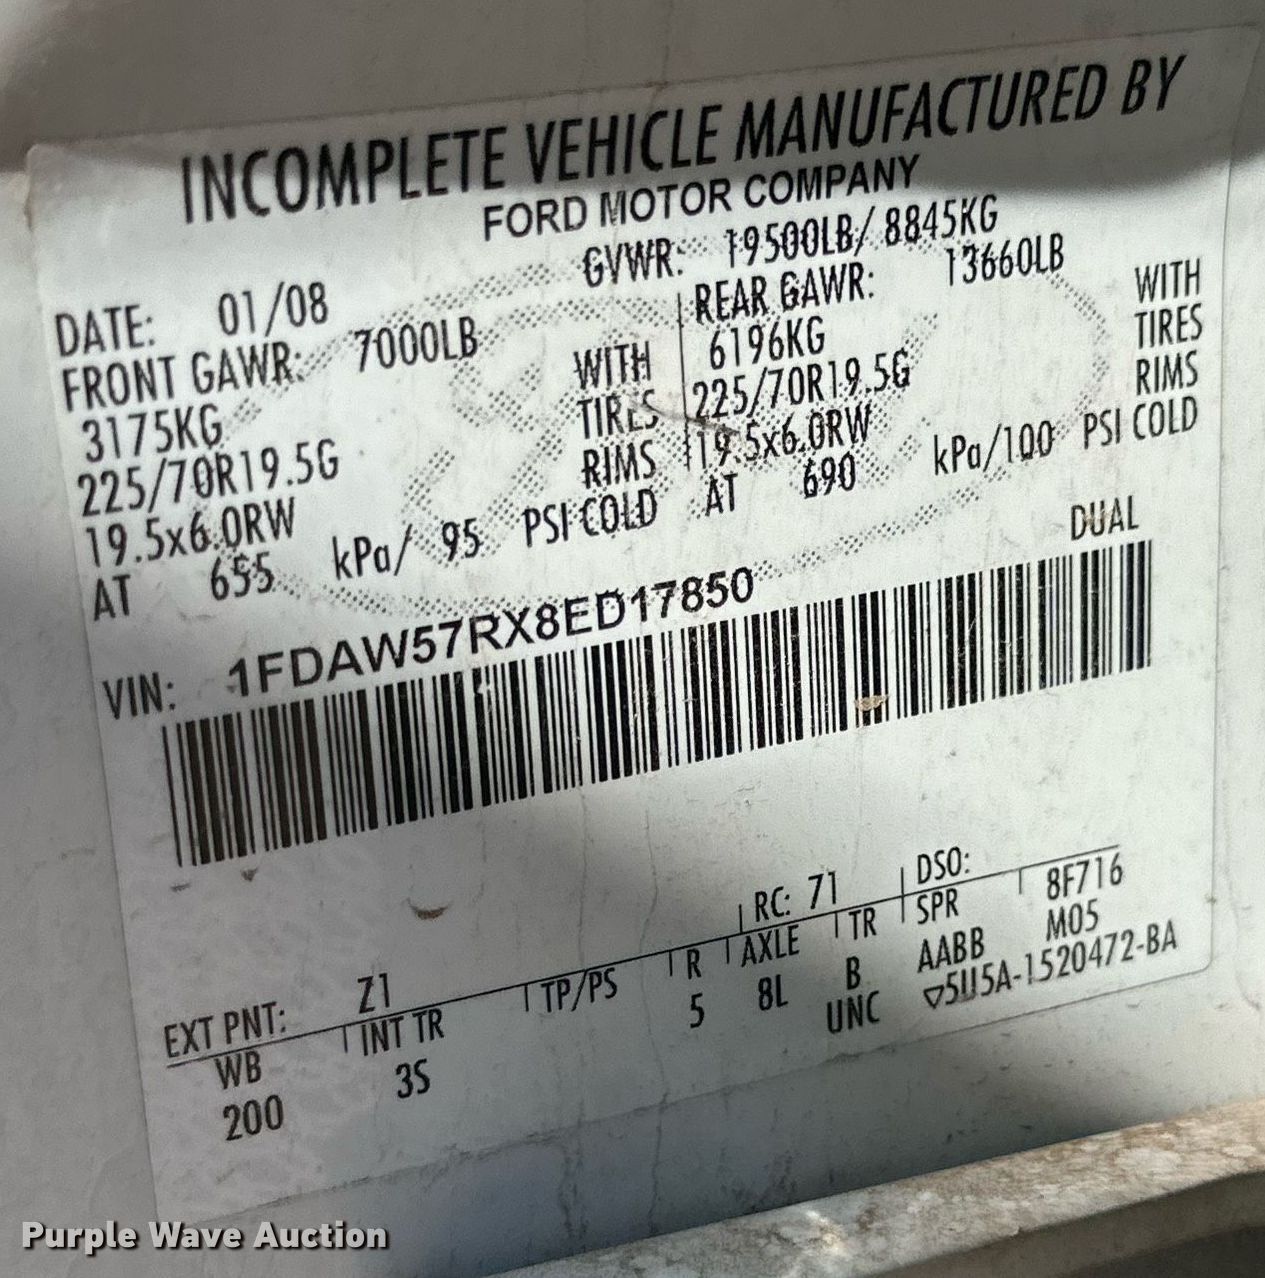 INCOMPLETE VEHICLE MANUFACTURED BY
FORD MOTOR COMPANY
DATE: 01/08 GVWR: 19500LB/ 8845KG
FRONT GAWR: 7000LB REAR GAWR: 13660LB
3175KG WITH 6196KG WITH
225/70R19.5G TIRES 225/70R19.5G TIRES
19.5x6.0RW RIMS 19.5x6.0RW RIMS
AT 655 kPa/ 95 PSI COLD AT 690 kPa/100 PSI COLD
DUAL
VIN: 1FDAW57RX8ED17850
EXT PNT: Z1 RC: 71 DSO:
WB INT TR TP/PS R AXLE TR SPR 8F716
200 3S 5 8L B AABB M05
UNC ▽5U5A-1520472-BA
Purple Wave Auction